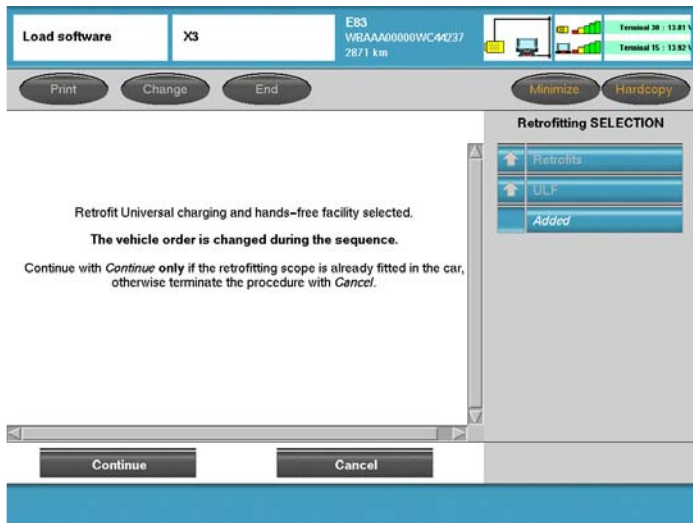 Load software
X3
E83
WBAAA00000WC44237
2871 km
Terminal 30 : 13.81 V
Terminal 15 : 13.92 V
Print
Change
End
Minimize
Hardcopy
Retrofitting SELECTION
Retrofits
ULF
Added
Retrofit Universal charging and hands-free facility selected.
The vehicle order is changed during the sequence.
Continue with Continue only if the retrofitting scope is already fitted in the car,
otherwise terminate the procedure with Cancel.
Continue
Cancel